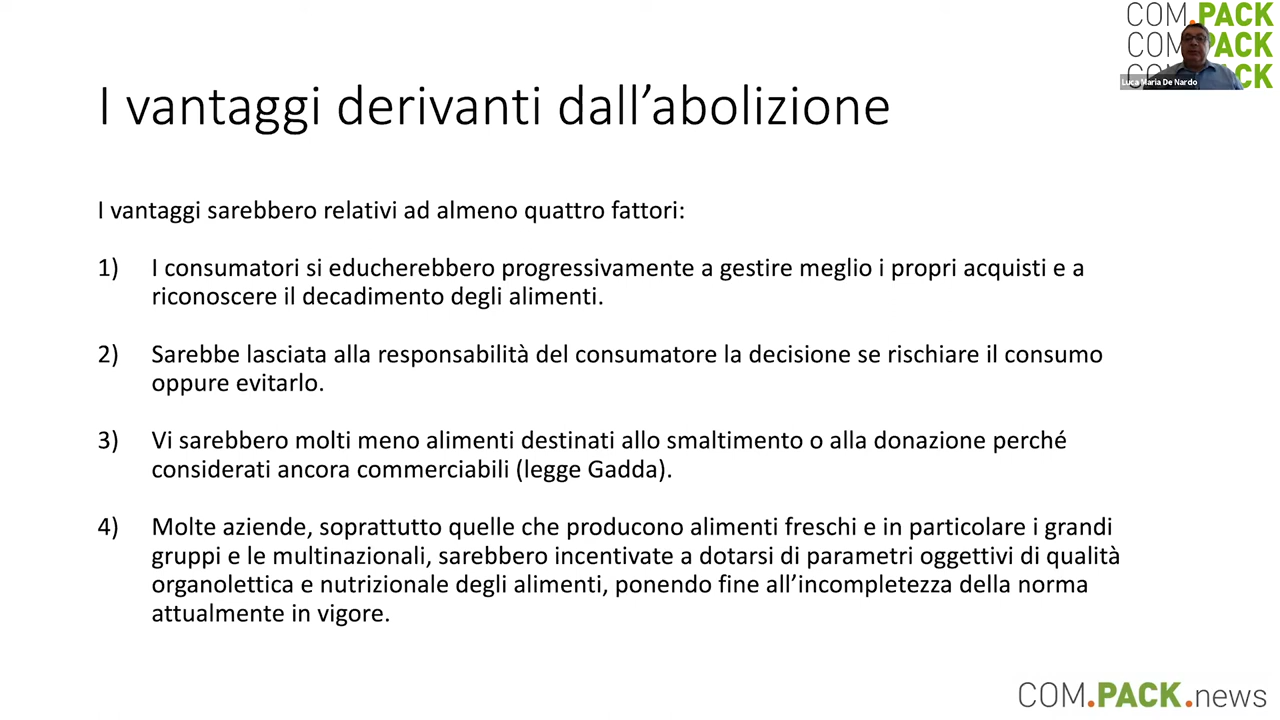 COM.PACK
COM PACK
COM PACK
Luca Maria De Nardo
I vantaggi derivanti dall’abolizione
I vantaggi sarebbero relativi ad almeno quattro fattori:
1) I consumatori si educherebbero progressivamente a gestire meglio i propri acquisti e a
riconoscere il decadimento degli alimenti.
2) Sarebbe lasciata alla responsabilità del consumatore la decisione se rischiare il consumo
oppure evitarlo.
3) Vi sarebbero molti meno alimenti destinati allo smaltimento o alla donazione perché
considerati ancora commerciabili (legge Gadda).
4) Molte aziende, soprattutto quelle che producono alimenti freschi e in particolare i grandi
gruppi e le multinazionali, sarebbero incentivate a dotarsi di parametri oggettivi di qualità
organolettica e nutrizionale degli alimenti, ponendo fine all’incompletezza della norma
attualmente in vigore.
COM.PACK.news